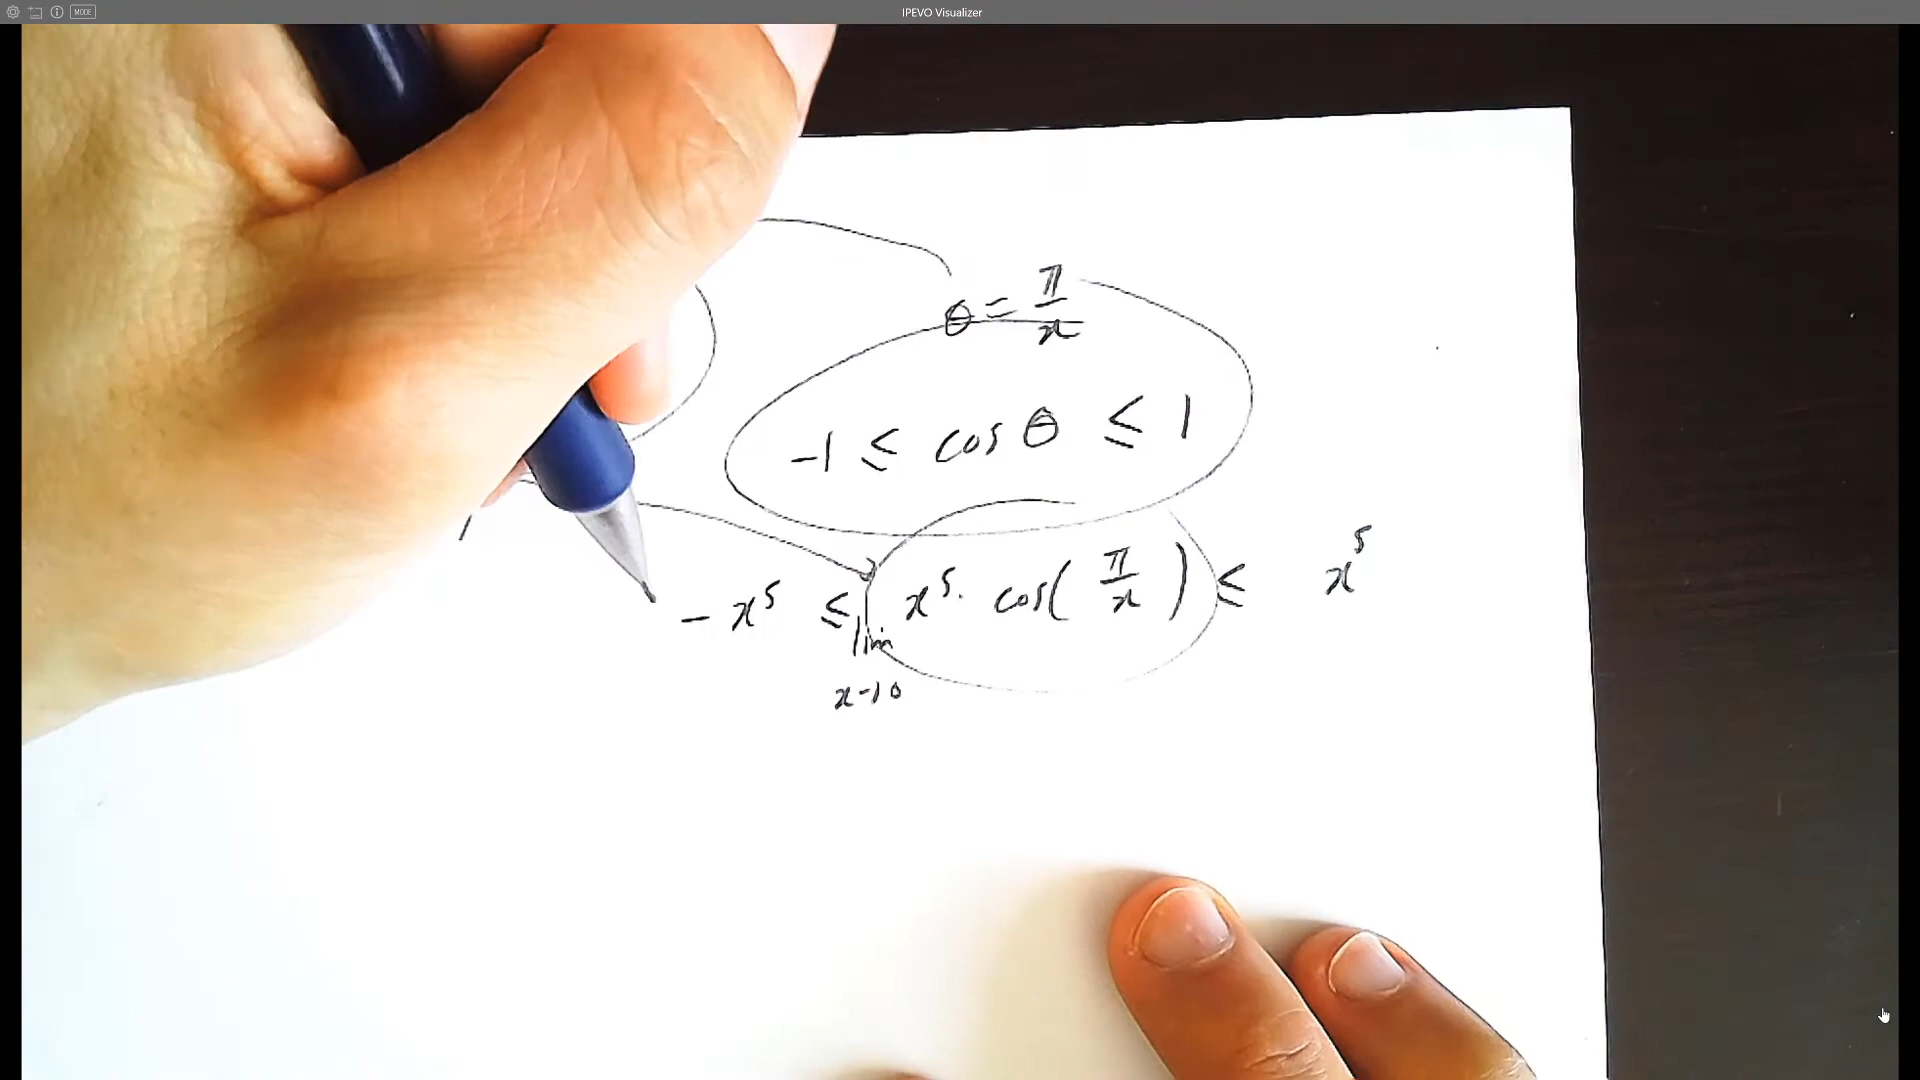 MODE
IPEVO Visualizer
θ = π/x
-1 ≤ cos θ ≤ 1
- x⁵ ≤ x⁵. cos( π/x ) ≤ x⁵
lim
x→0